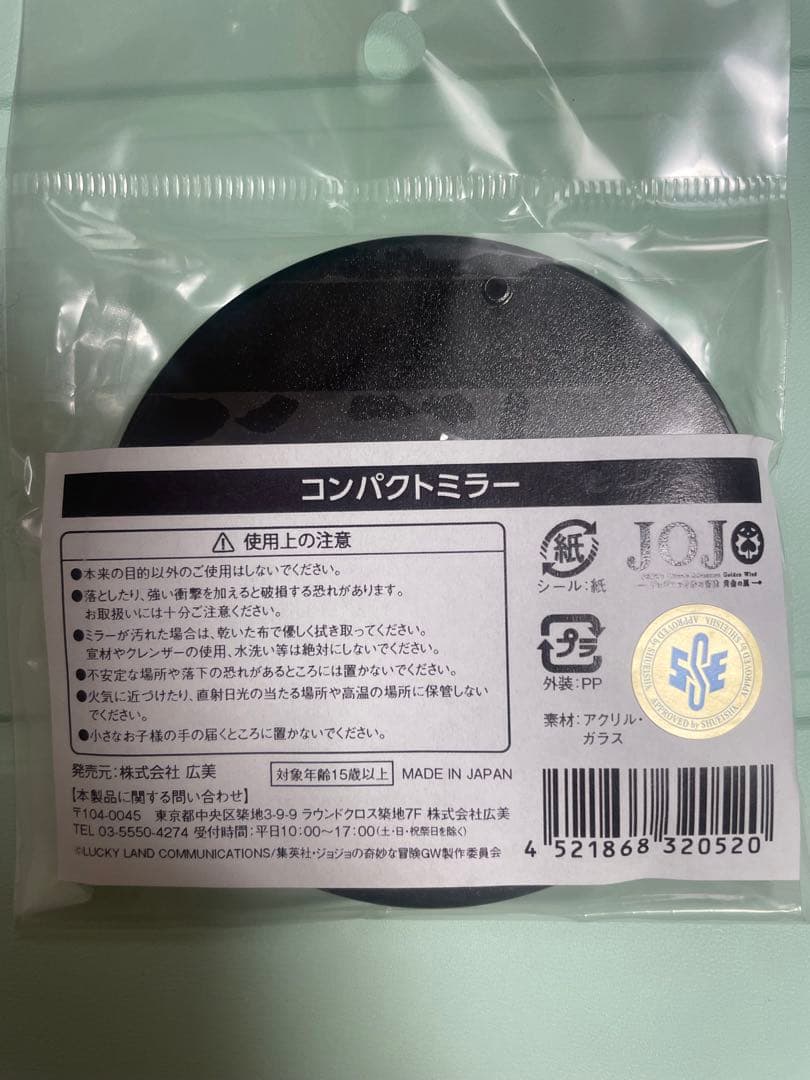 コンパクトミラー
使用上の注意
●本来の目的以外のご使用はしないでください。
●落としたり、強い衝撃を加えると破損する恐れがあります。
お取扱いには十分ご注意ください。
●ミラーが汚れた場合は、乾いた布で優しく拭き取ってください。
宣材やクレンザーの使用、水洗い等は絶対にしないでください。
●不安定な場所や落下の恐れがあるところには置かないでください。
●火気に近づけたり、直射日光の当たる場所や高温の場所に保管しない
でください。
●小さなお子様の手の届くところに置かないでください。
発売元:株式会社 広美 対象年齢15歳以上 MADE IN JAPAN
【本製品に関する問い合わせ】
〒104-0045 東京都中央区築地3-9-9 ラウンドクロス築地7F 株式会社広美
TEL 03-5550-4274 受付時間:平日10:00~17:00(土・日・祝祭日を除く)
©LUCKY LAND COMMUNICATIONS/集英社・ジョジョの奇妙な冒険GW製作委員会
紙
シール:紙
プラ
外装:PP
素材:アクリル・
ガラス
JOJO
Golden Wind
APPROVED by SHUEISHA
APPROVED by SHUEISHA
4 521868 320520